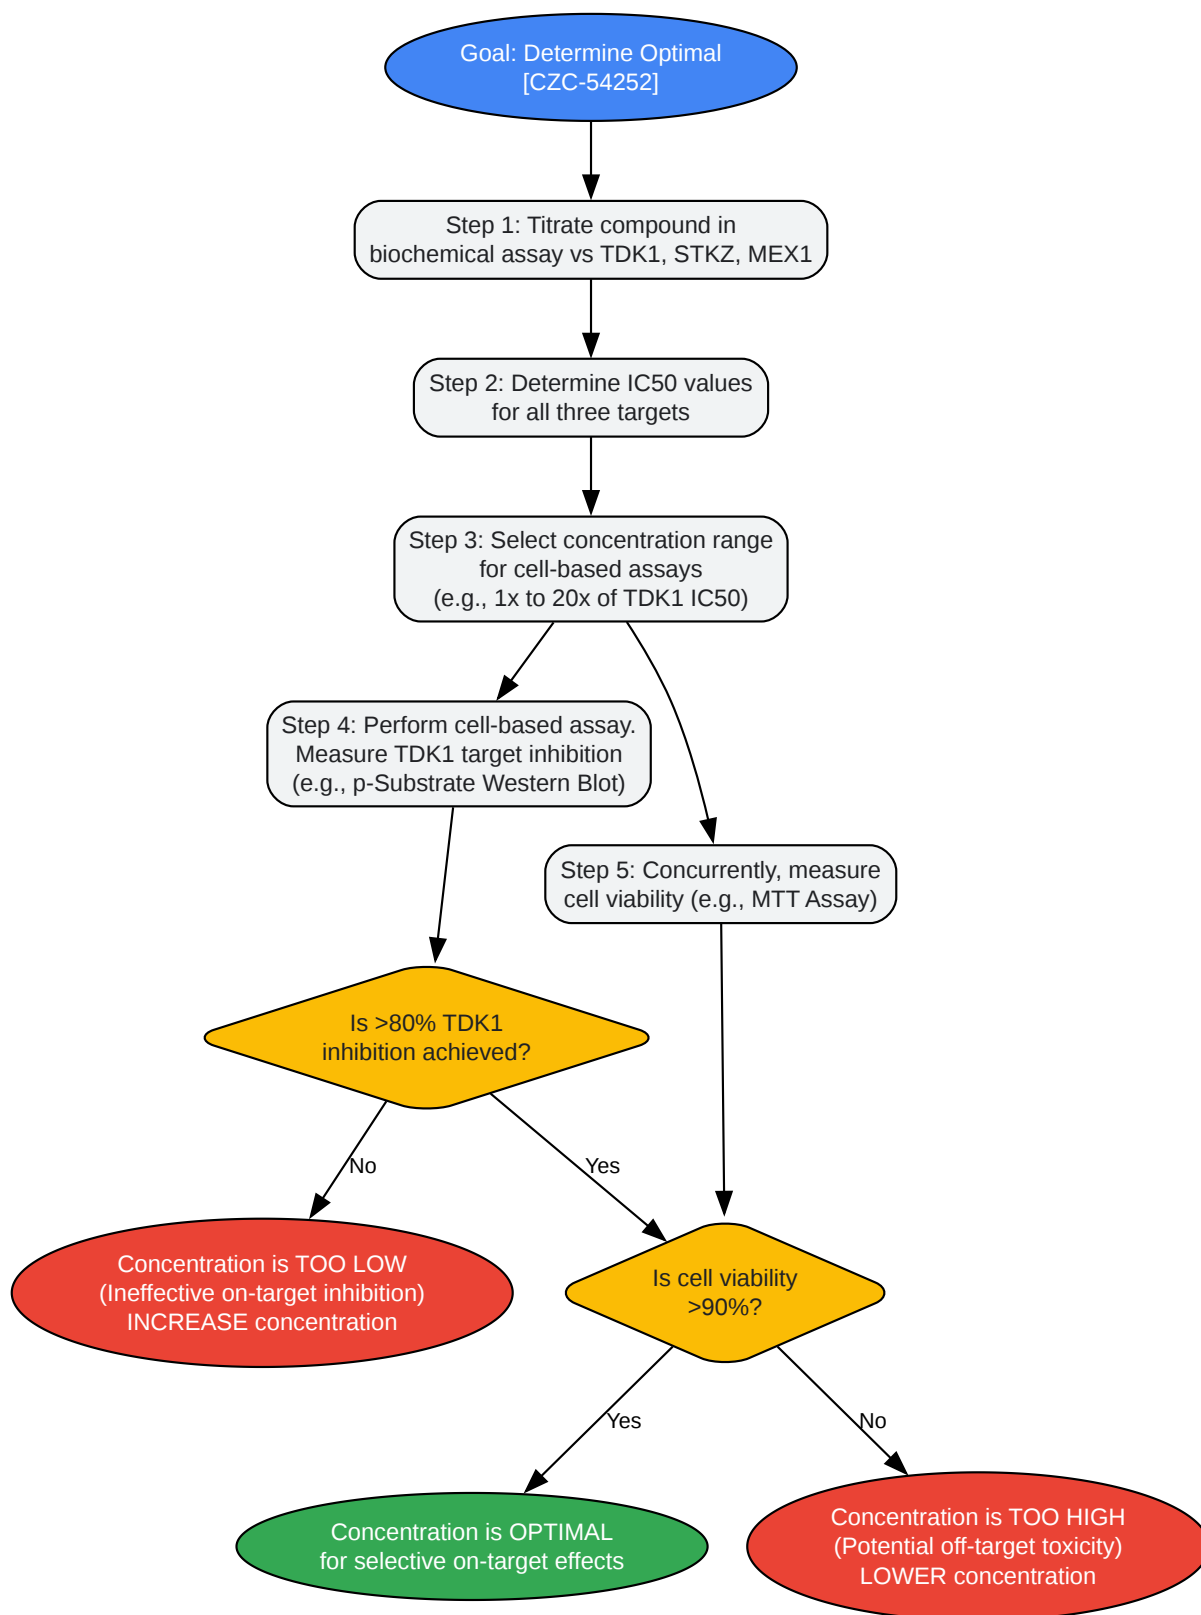 Goal: Determine Optimal
[CZC-54252]
Step 1: Titrate compound in
biochemical assay vs TDK1, STKZ, MEX1
Step 2: Determine IC50 values
for all three targets
Step 3: Select concentration range
for cell-based assays
(e.g., 1x to 20x of TDK1 IC50)
Step 4: Perform cell-based assay.
Measure TDK1 target inhibition
(e.g., p-Substrate Western Blot)
Step 5: Concurrently, measure
cell viability (e.g., MTT Assay)
Is >80% TDK1
inhibition achieved?
No
Yes
Concentration is TOO LOW
(Ineffective on-target inhibition)
INCREASE concentration
Is cell viability
>90%?
Yes
No
Concentration is OPTIMAL
for selective on-target effects
Concentration is TOO HIGH
(Potential off-target toxicity)
LOWER concentration